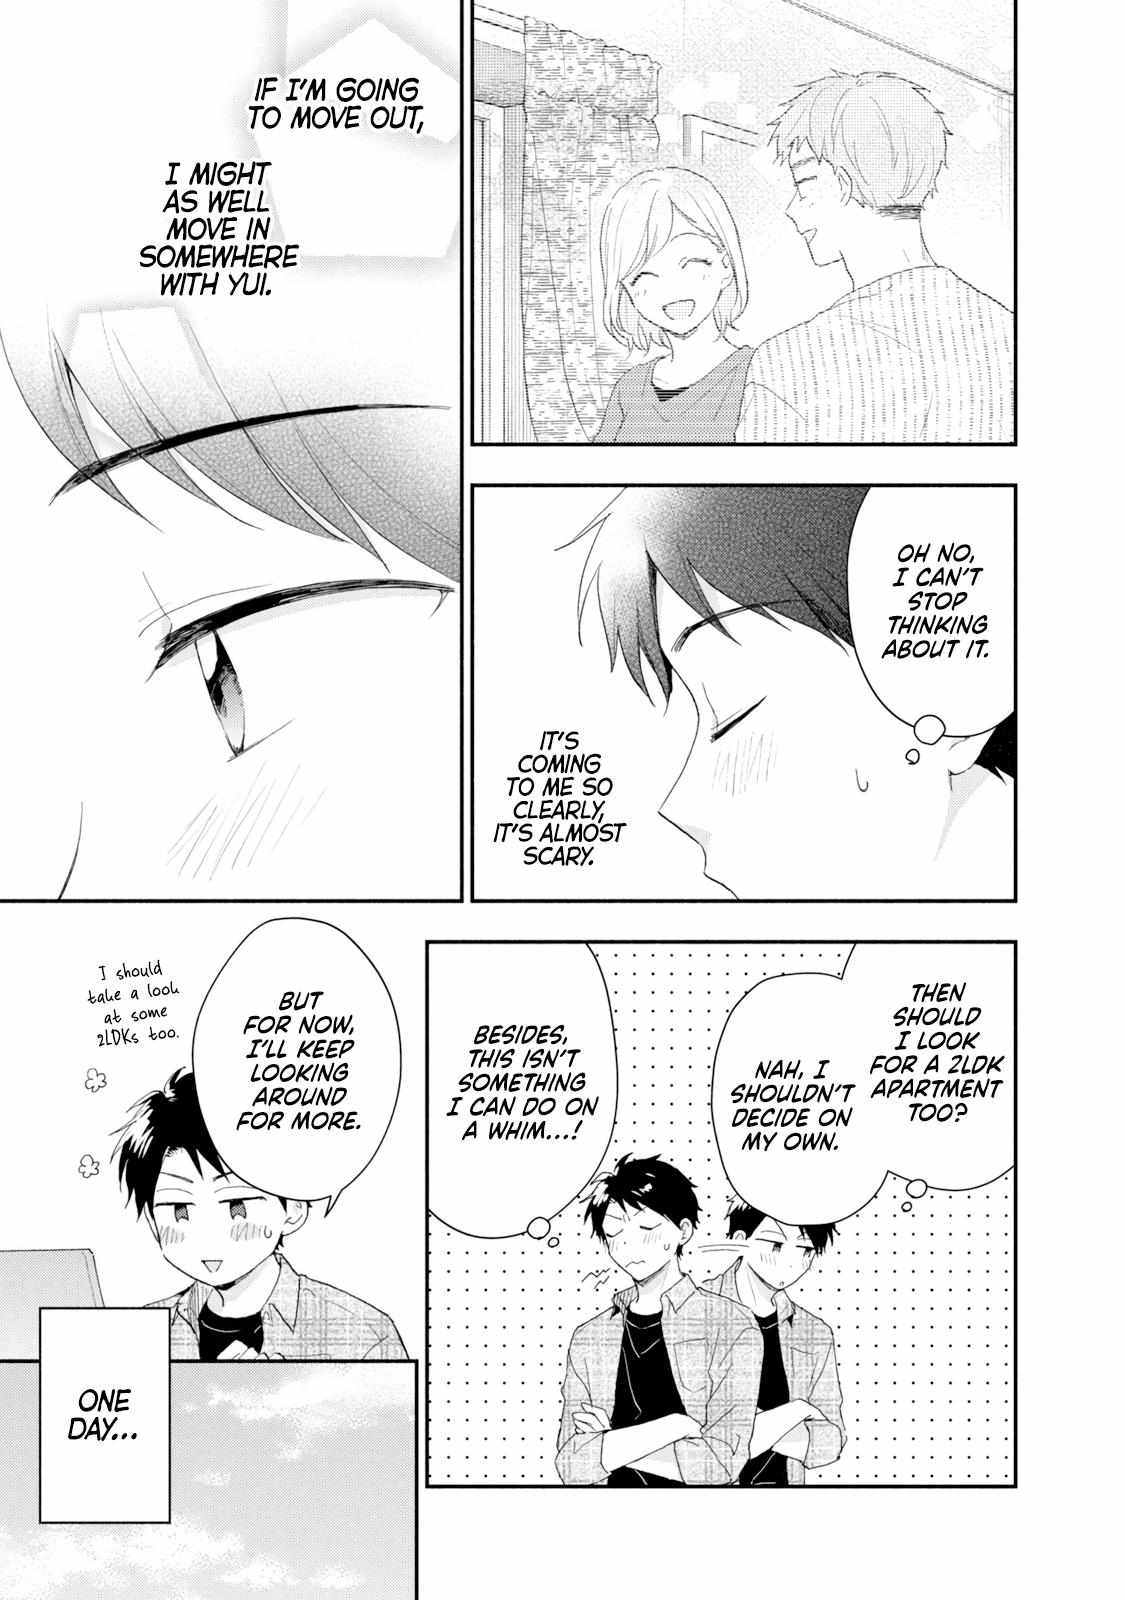 IF I'M GOING
TO MOVE OUT,
I MIGHT
AS WELL
MOVE IN
SOMEWHERE
WITH YUI.
OH NO,
I CAN'T
STOP
THINKING
ABOUT IT.
IT'S
COMING
TO ME SO
CLEARLY,
IT'S ALMOST
SCARY.
THEN
SHOULD
I LOOK
FOR A 2LDK
APARTMENT
TOO?
NAH, I
SHOULDN'T
DECIDE ON
MY OWN.
BESIDES,
THIS ISN'T
SOMETHING
I CAN DO ON
A WHIM...!
BUT
FOR NOW,
I'LL KEEP
LOOKING
AROUND
FOR MORE.
I should
take a look
at some
2LDKs too.
ONE
DAY...